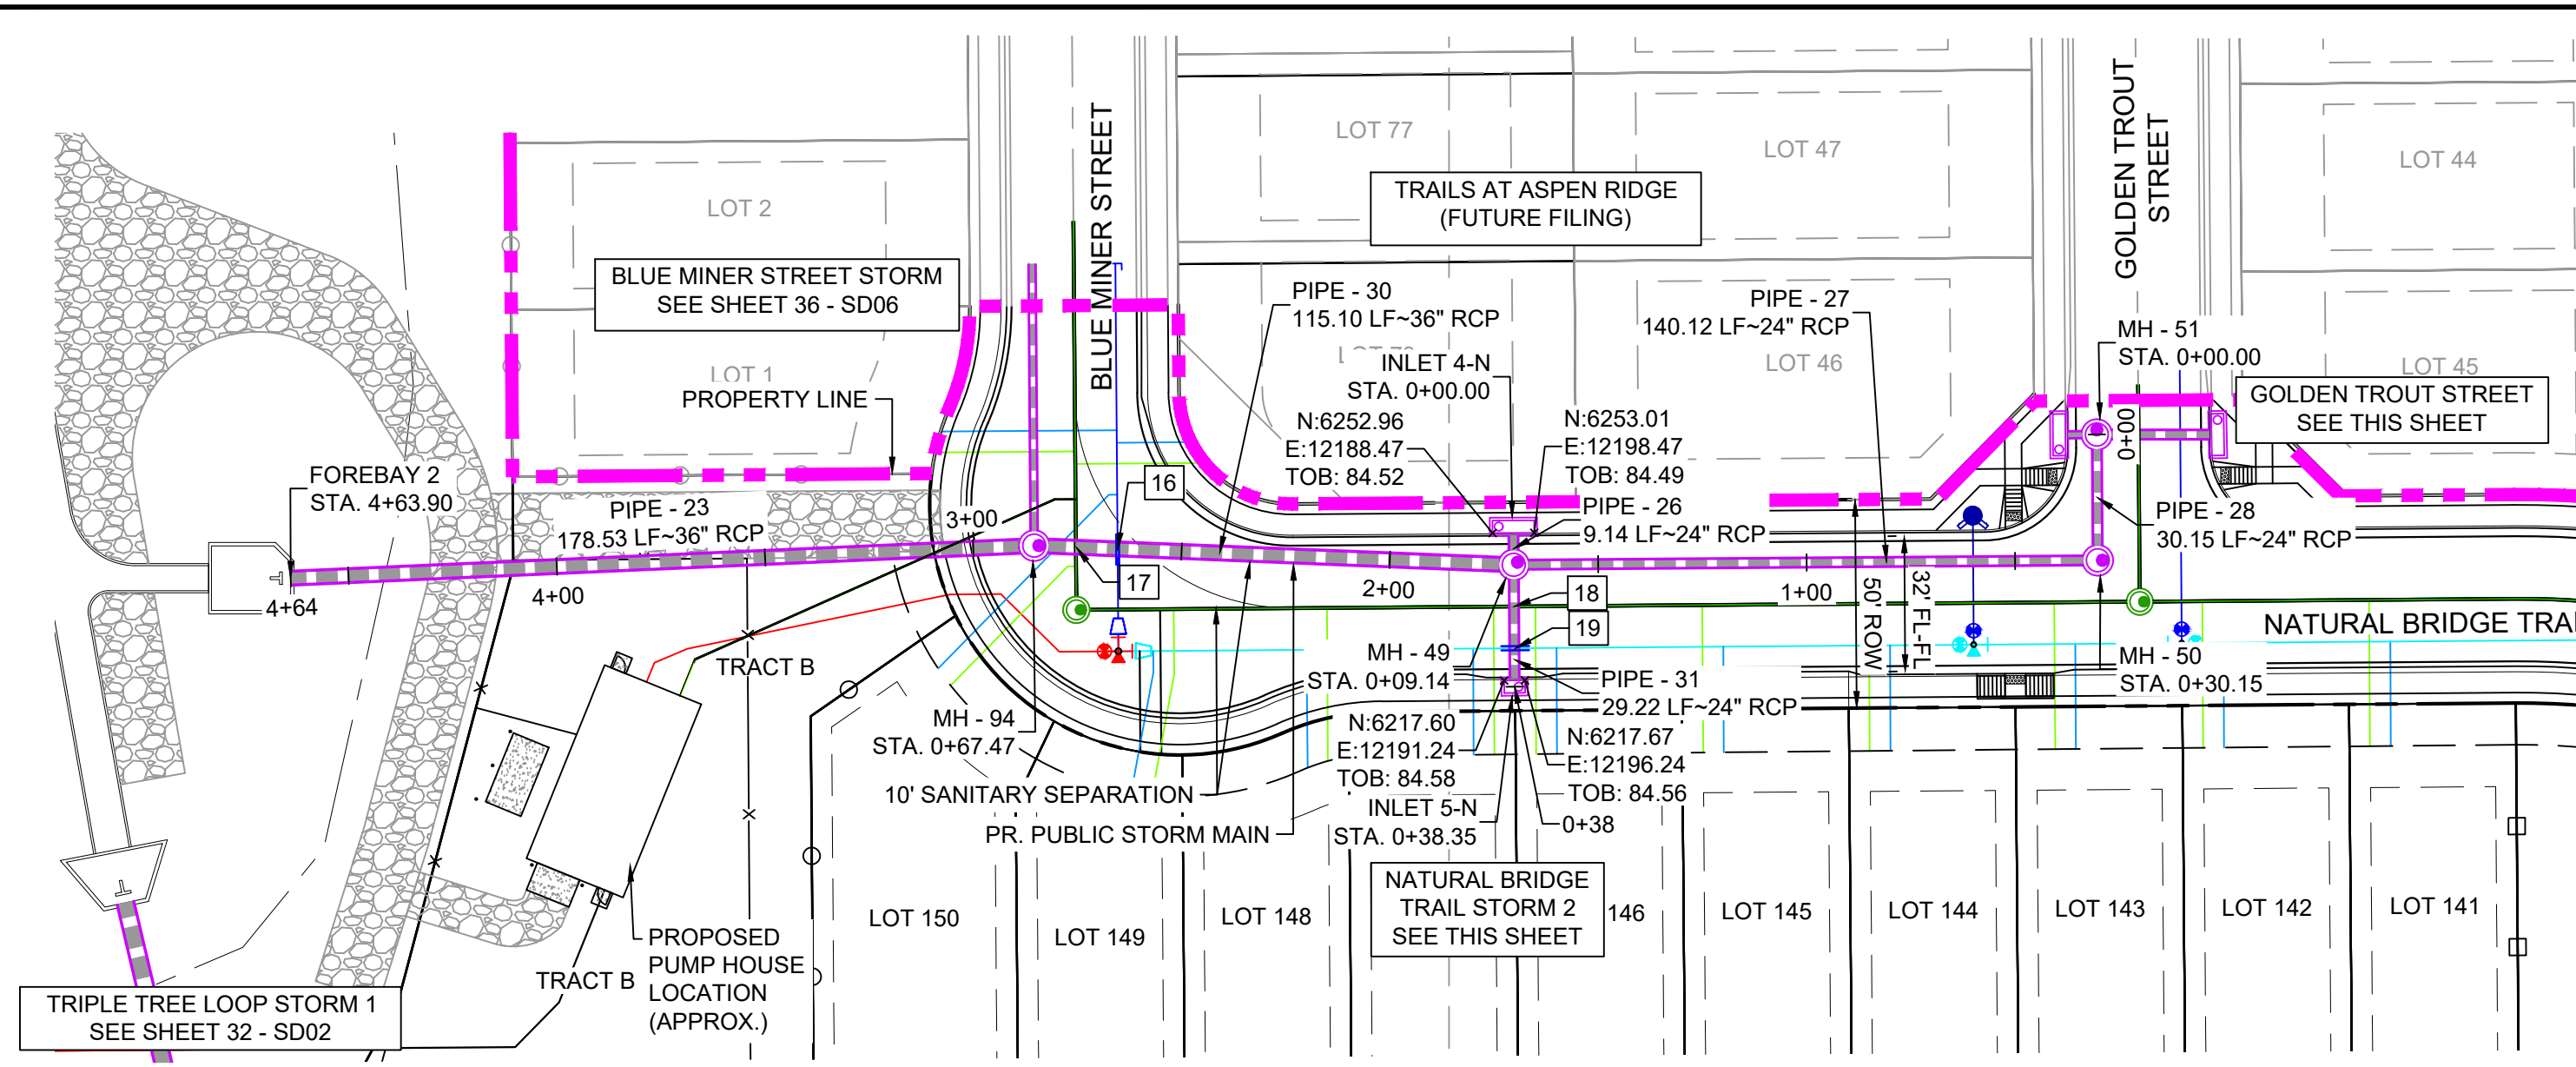 BLUE MINER STREET
GOLDEN TROUT
STREET
LOT 77
LOT 47
LOT 44
LOT 2
TRAILS AT ASPEN RIDGE
(FUTURE FILING)
BLUE MINER STREET STORM
SEE SHEET 36 - SD06
PIPE - 30
115.10 LF~36" RCP
PIPE - 27
140.12 LF~24" RCP
MH - 51
STA. 0+00.00
LOT 1
PROPERTY LINE
INLET 4-N
STA. 0+00.00
LOT 46
LOT 45
GOLDEN TROUT STREET
SEE THIS SHEET
N:6252.96
E:12188.47
TOB: 84.52
N:6253.01
E:12198.47
TOB: 84.49
0+00
FOREBAY 2
STA. 4+63.90
16
PIPE - 23
178.53 LF~36" RCP
3+00
PIPE - 26
9.14 LF~24" RCP
PIPE - 28
30.15 LF~24" RCP
17
4+64
4+00
2+00
18
1+00
50' ROW
32' FL-FL
19
NATURAL BRIDGE TRA
TRACT B
MH - 49
STA. 0+09.14
MH - 50
STA. 0+30.15
PIPE - 31
29.22 LF~24" RCP
MH - 94
STA. 0+67.47
N:6217.60
E:12191.24
TOB: 84.58
N:6217.67
E:12196.24
TOB: 84.56
10' SANITARY SEPARATION
INLET 5-N
STA. 0+38.35
0+38
PR. PUBLIC STORM MAIN
NATURAL BRIDGE
TRAIL STORM 2
SEE THIS SHEET
LOT 150
LOT 149
LOT 148
146
LOT 145
LOT 144
LOT 143
LOT 142
LOT 141
PROPOSED
PUMP HOUSE
LOCATION
(APPROX.)
TRACT B
TRIPLE TREE LOOP STORM 1
SEE SHEET 32 - SD02